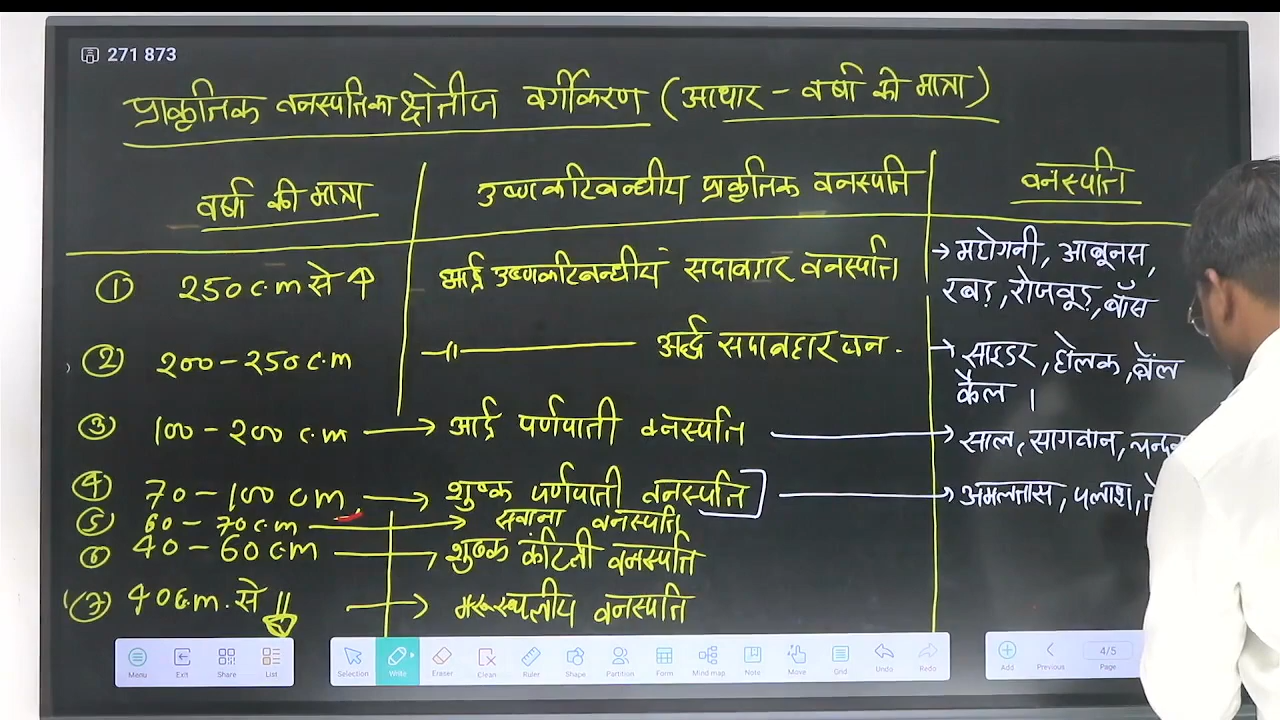 271 873
प्राकृतिक वनस्पति का क्षेतीज वर्गीकरण (आधार - वर्षा की मात्रा)
वर्षा की मात्रा उष्णकटिबन्धीय प्राकृतिक वनस्पति वनस्पति
① 250 c.m से ↑ आर्द्र उष्णकटिबन्धीय सदाबहार वनस्पति → महोगनी, आबूनस,
रबड़, रोजवूड़, बाँस
② 200-250 c.m —॥— अर्द्ध सदाबहार वन. → साइडर, होलक,
कैल ।
③ 100-200 c.m → आर्द्र पर्णपाती वनस्पति → साल, सागवान,
④ 70-100 cm → शुष्क पर्णपाती वनस्पति → अमलतास, पलाश,
⑤ 60-70 c.m → सवाना वनस्पति
⑥ 40-60 cm → शुष्क कंटिली वनस्पति
⑦ 40 c.m. से ⇓ → मरूस्थलीय वनस्पति
Menu Exit Share List Selection Write Eraser Clean Ruler Shape Partition Form Mind map Note Move Grid Undo Redo Add Previous 4/5 Page